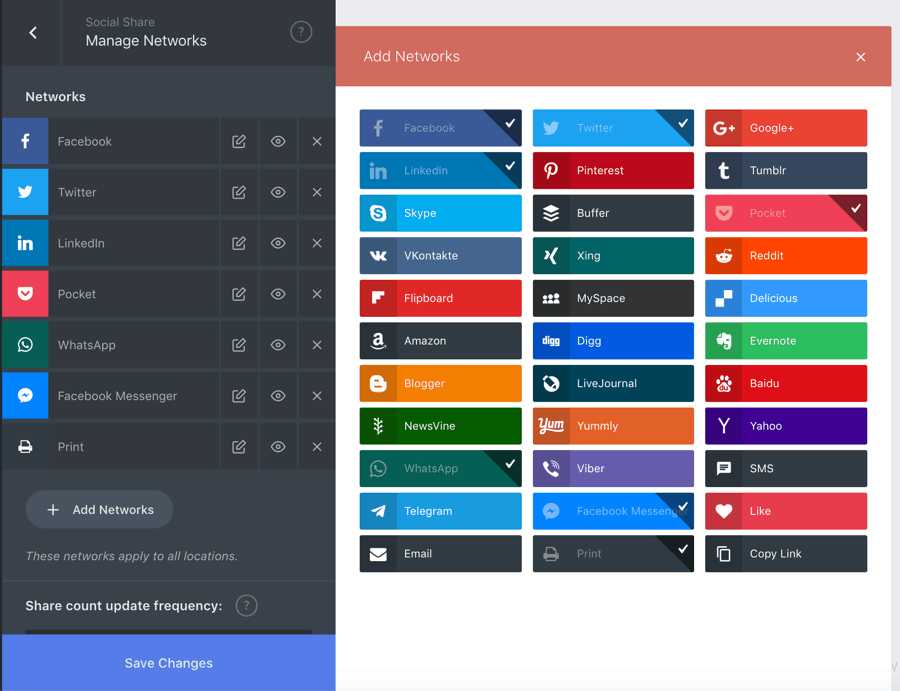 Social Share
Manage Networks
?
Networks
Facebook
Twitter
LinkedIn
Pocket
WhatsApp
Facebook Messenger
Print
+ Add Networks
These networks apply to all locations.
Share count update frequency: ?
Save Changes
Add Networks
Facebook
Twitter
G+ Google+
LinkedIn
Pinterest
Tumblr
Skype
Buffer
Pocket
VKontakte
Xing
Reddit
Flipboard
MySpace
Delicious
Amazon
digg Digg
Evernote
Blogger
LiveJournal
Baidu
NewsVine
Yum Yummly
Yahoo
WhatsApp
Viber
SMS
Telegram
Facebook Messenger
Like
Email
Print
Copy Link